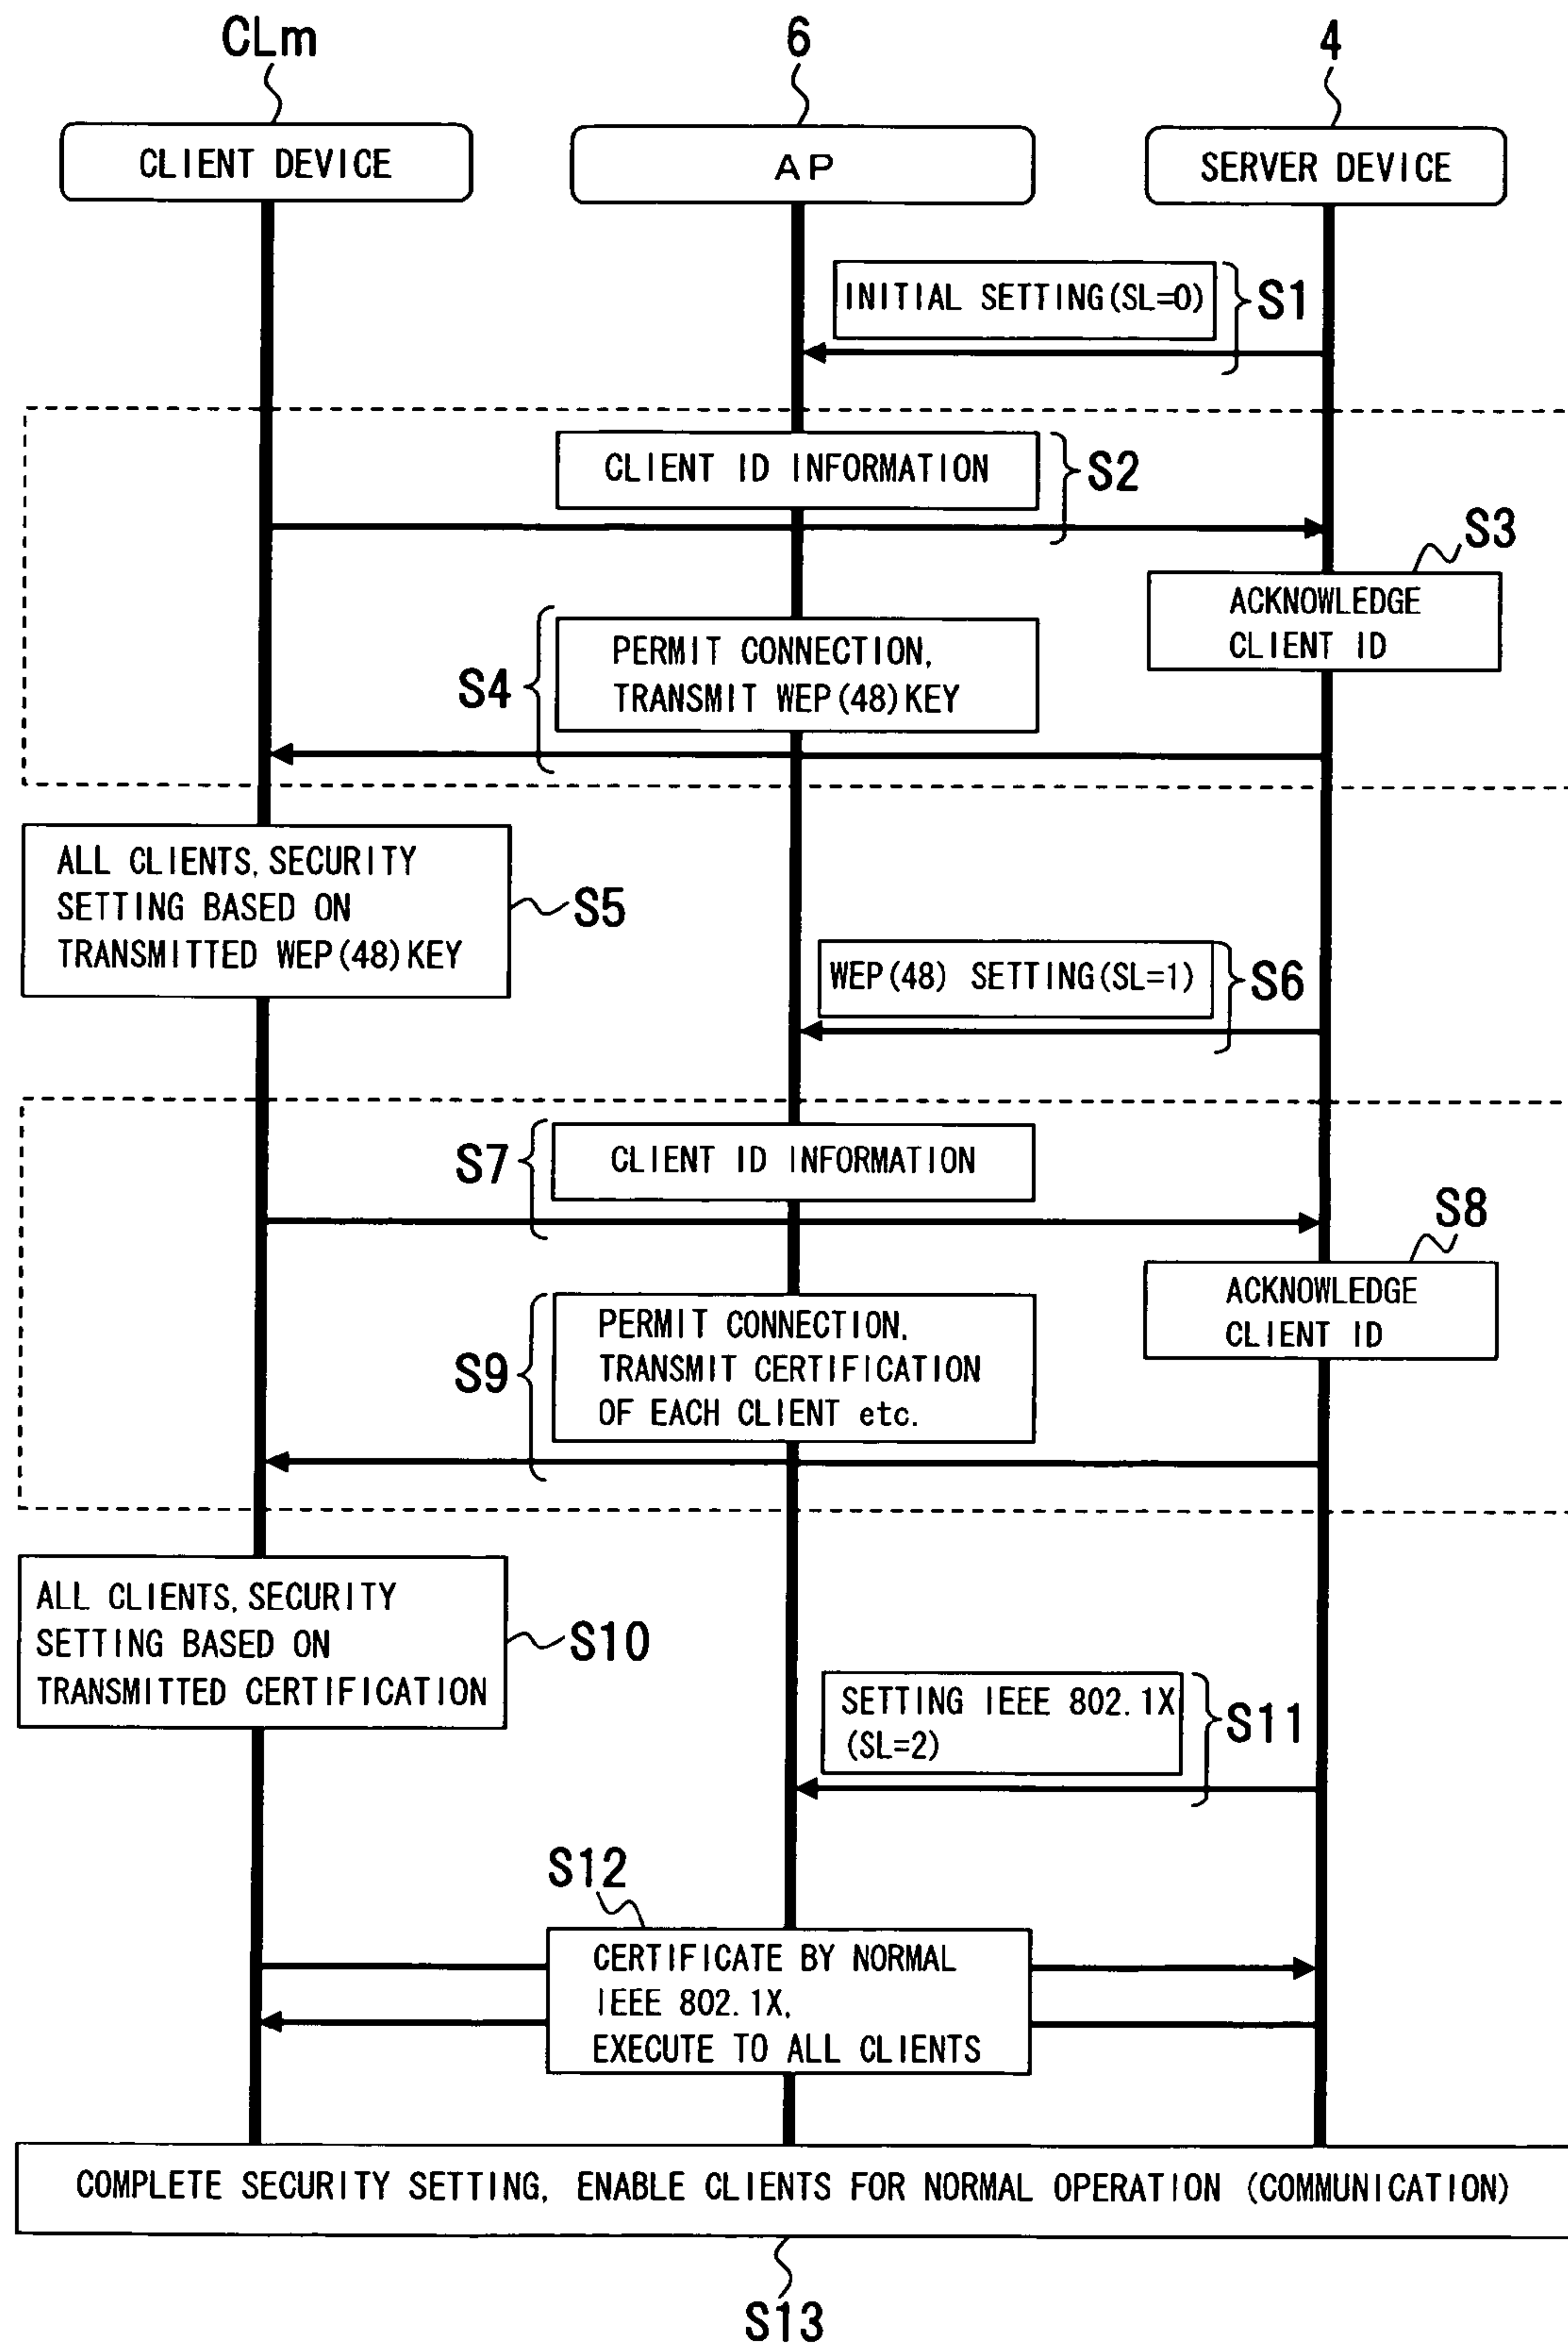 CLm
6
4
CLIENT DEVICE
AP
SERVER DEVICE
INITIAL SETTING(SL=0)
S1
CLIENT ID INFORMATION
S2
S3
ACKNOWLEDGE
CLIENT ID
S4
PERMIT CONNECTION,
TRANSMIT WEP(48)KEY
ALL CLIENTS, SECURITY
SETTING BASED ON
TRANSMITTED WEP(48)KEY
S5
WEP(48) SETTING(SL=1)
S6
S7
CLIENT ID INFORMATION
S8
ACKNOWLEDGE
CLIENT ID
S9
PERMIT CONNECTION,
TRANSMIT CERTIFICATION
OF EACH CLIENT etc.
ALL CLIENTS, SECURITY
SETTING BASED ON
TRANSMITTED CERTIFICATION
S10
SETTING IEEE 802.1X
(SL=2)
S11
S12
CERTIFICATE BY NORMAL
IEEE 802.1X,
EXECUTE TO ALL CLIENTS
COMPLETE SECURITY SETTING, ENABLE CLIENTS FOR NORMAL OPERATION (COMMUNICATION)
S13